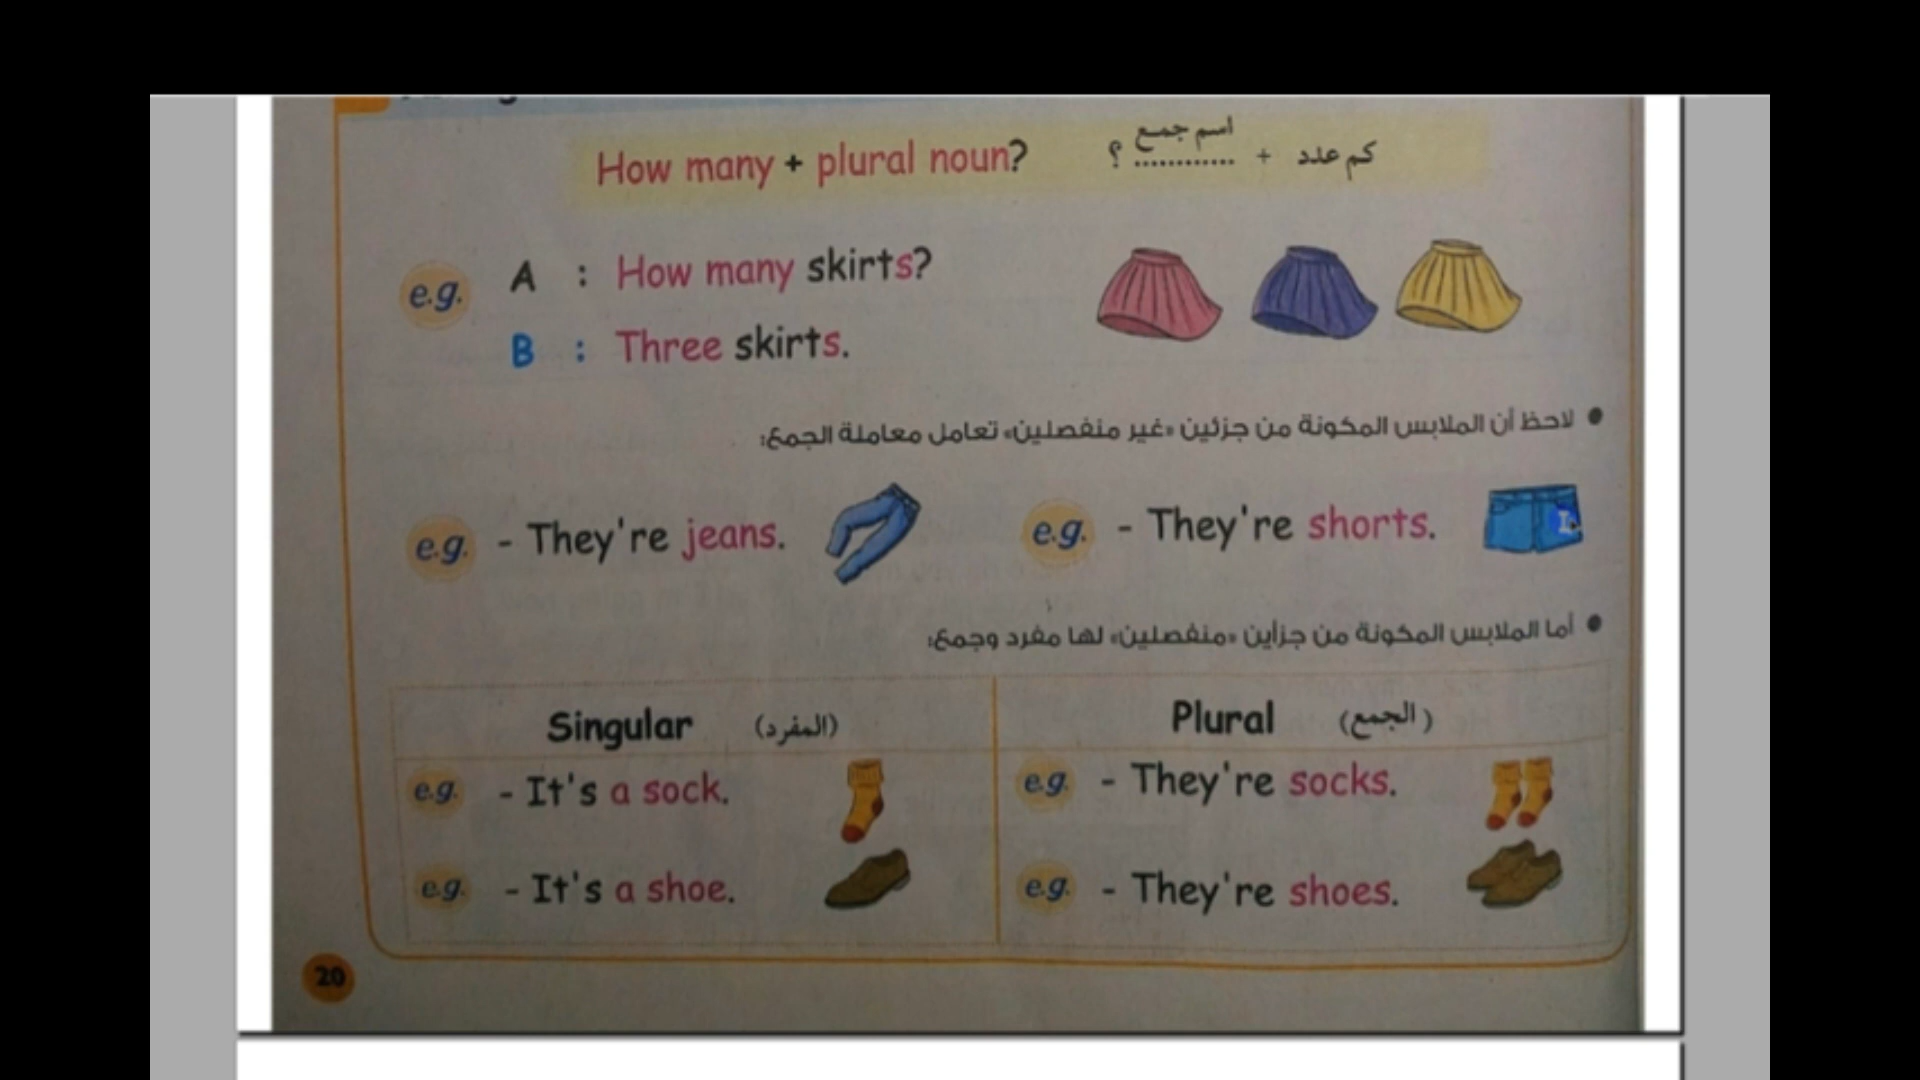 How many + plural noun? كم عدد + ............ ؟
اسم جمع
e.g. A : How many skirts?
B : Three skirts.
لاحظ أن الملابس المكونة من جزئين «غير منفصلين» تعامل معاملة الجمع:
e.g. - They're jeans. e.g. - They're shorts.
أما الملابس المكونة من جزأين «منفصلين» لها مفرد وجمع:
Singular (المفرد) Plural (الجمع)
e.g. - It's a sock. e.g. - They're socks.
e.g. - It's a shoe. e.g. - They're shoes.
20